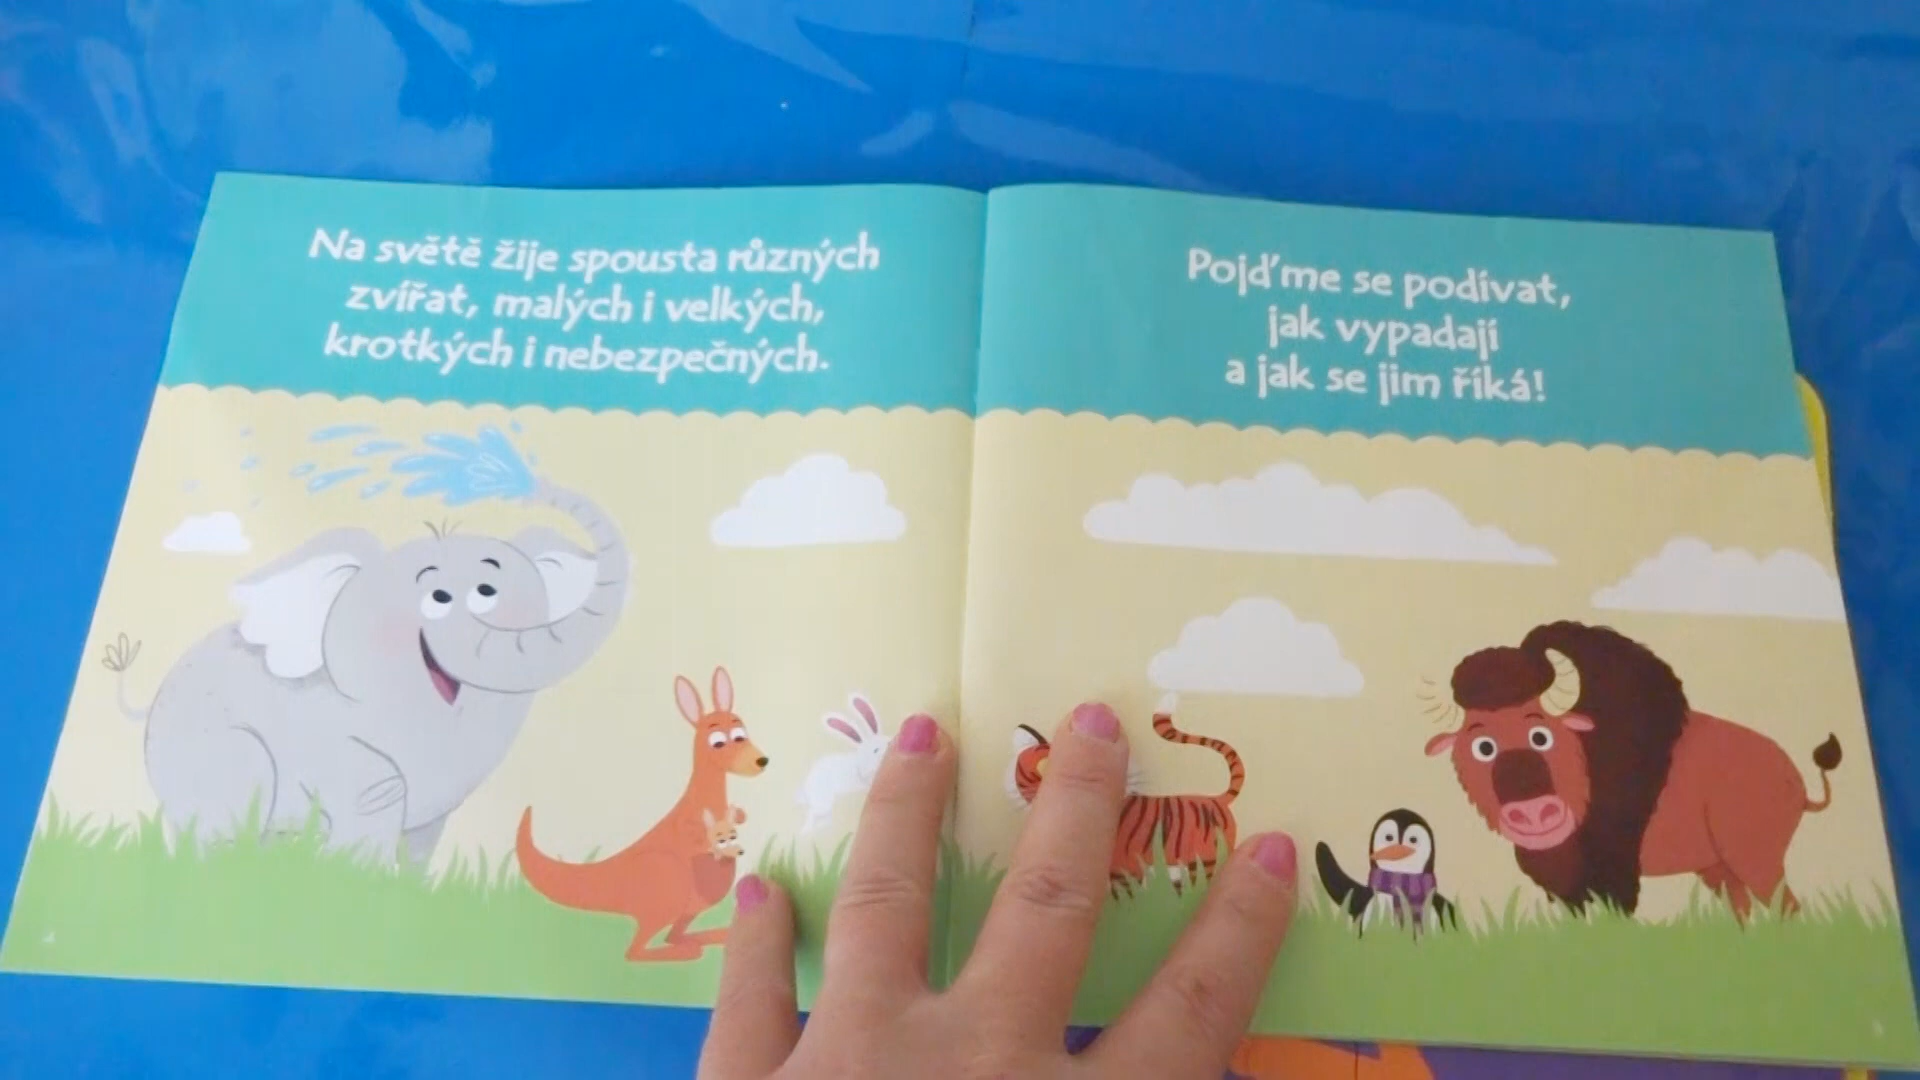 Na světě žije spousta různých
zvířat, malých i velkých,
krotkých i nebezpečných.
Pojďme se podívat,
jak vypadají
a jak se jim říká!